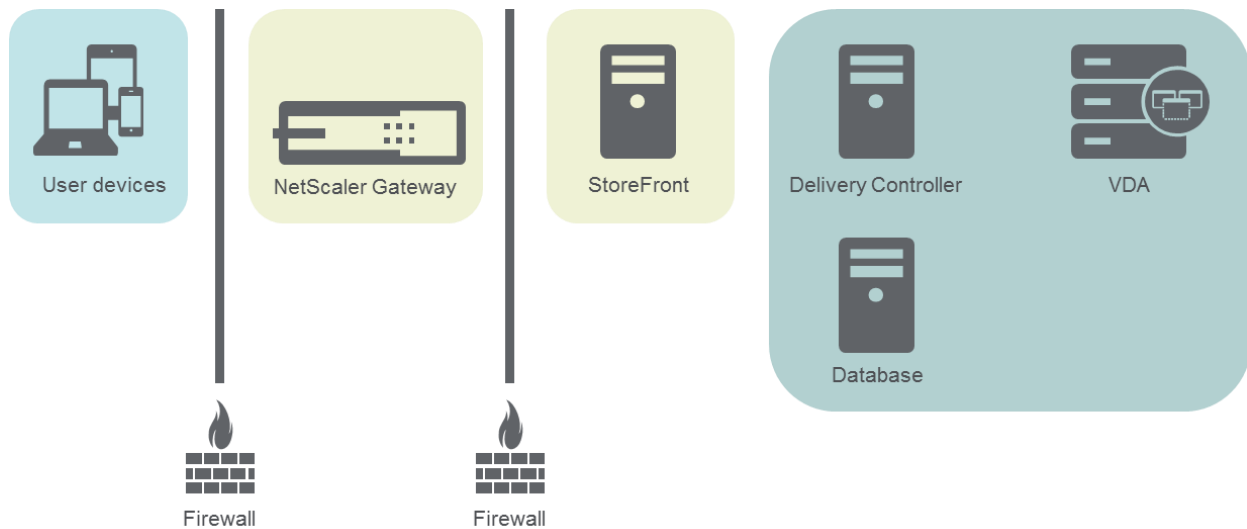 User devices
NetScaler Gateway
StoreFront
Delivery Controller
VDA
Database
Firewall
Firewall